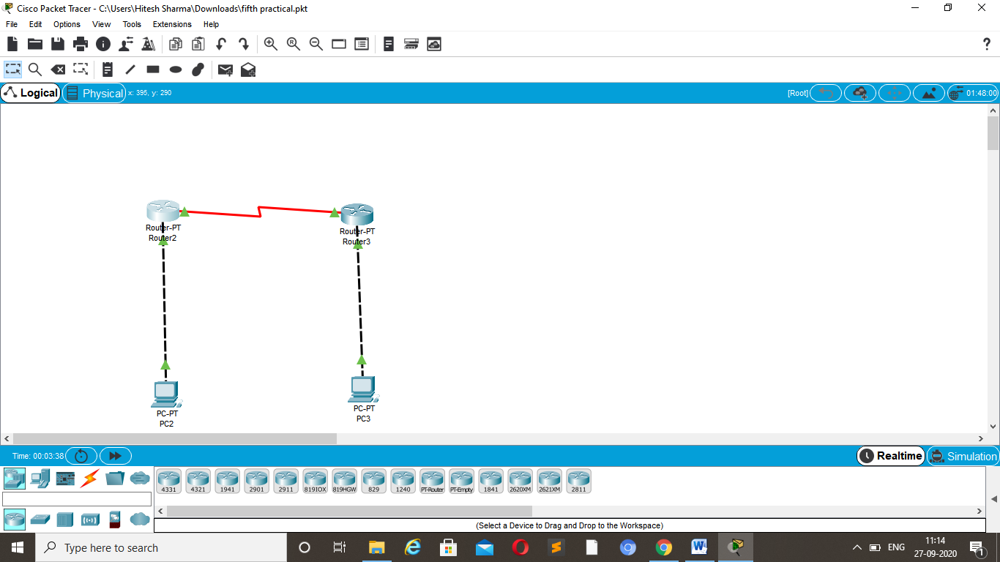 Cisco Packet Tracer - C:\Users\Hitesh Sharma\Downloads\fifth practical.pkt
File Edit Options View Tools Extensions Help
Logical Physical x: 395, y: 290 [Root] 01:48:00
Router-PT
Router2
Router-PT
Router3
PC-PT
PC2
PC-PT
PC3
Time: 00:03:38 Realtime Simulation
4331 4321 1941 2901 2911 819IOX 819HGW 829 1240 PT-Router PT-Empty 1841 2620XM 2621XM 2811
(Select a Device to Drag and Drop to the Workspace)
Type here to search
ENG
11:14
27-09-2020
1